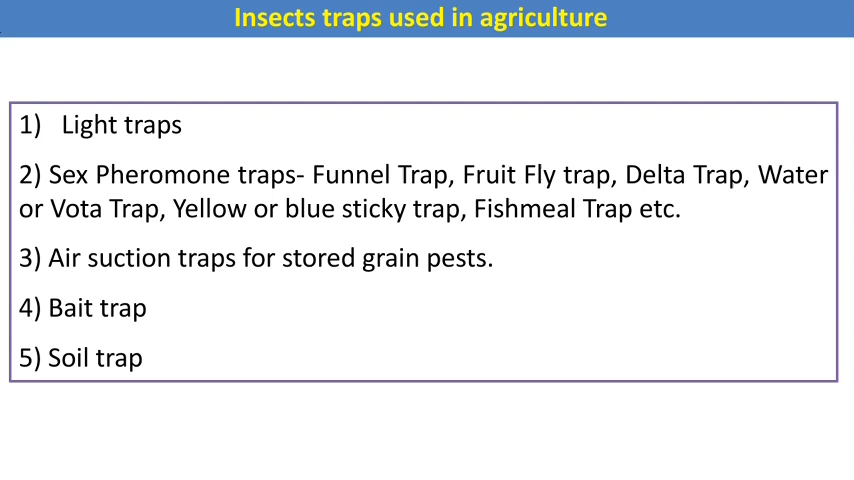 Insects traps used in agriculture
1) Light traps
2) Sex Pheromone traps- Funnel Trap, Fruit Fly trap, Delta Trap, Water
or Vota Trap, Yellow or blue sticky trap, Fishmeal Trap etc.
3) Air suction traps for stored grain pests.
4) Bait trap
5) Soil trap